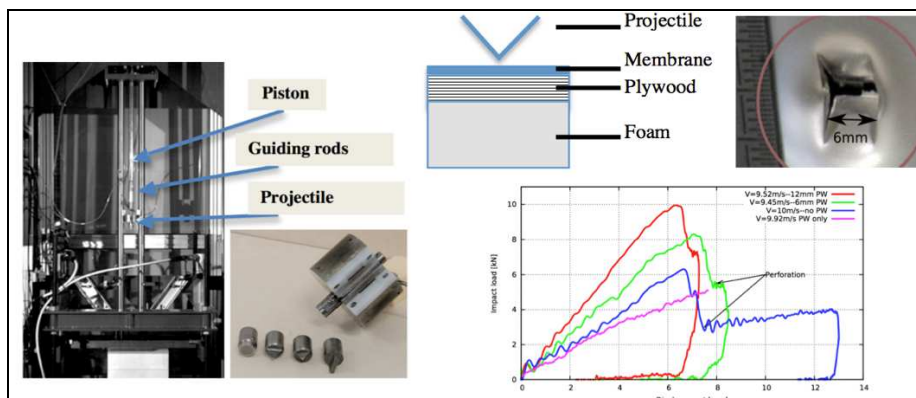 Piston
Guiding rods
Projectile
Projectile
Membrane
Plywood
Foam
6mm
V=9.52m/s--12mm PW
V=9.45m/s--6mm PW
V=10m/s--no PW
V=9.92m/s PW only
Perforation
Impact load [kN]
10
8
6
4
2
0
0 2 4 6 8 10 12 14